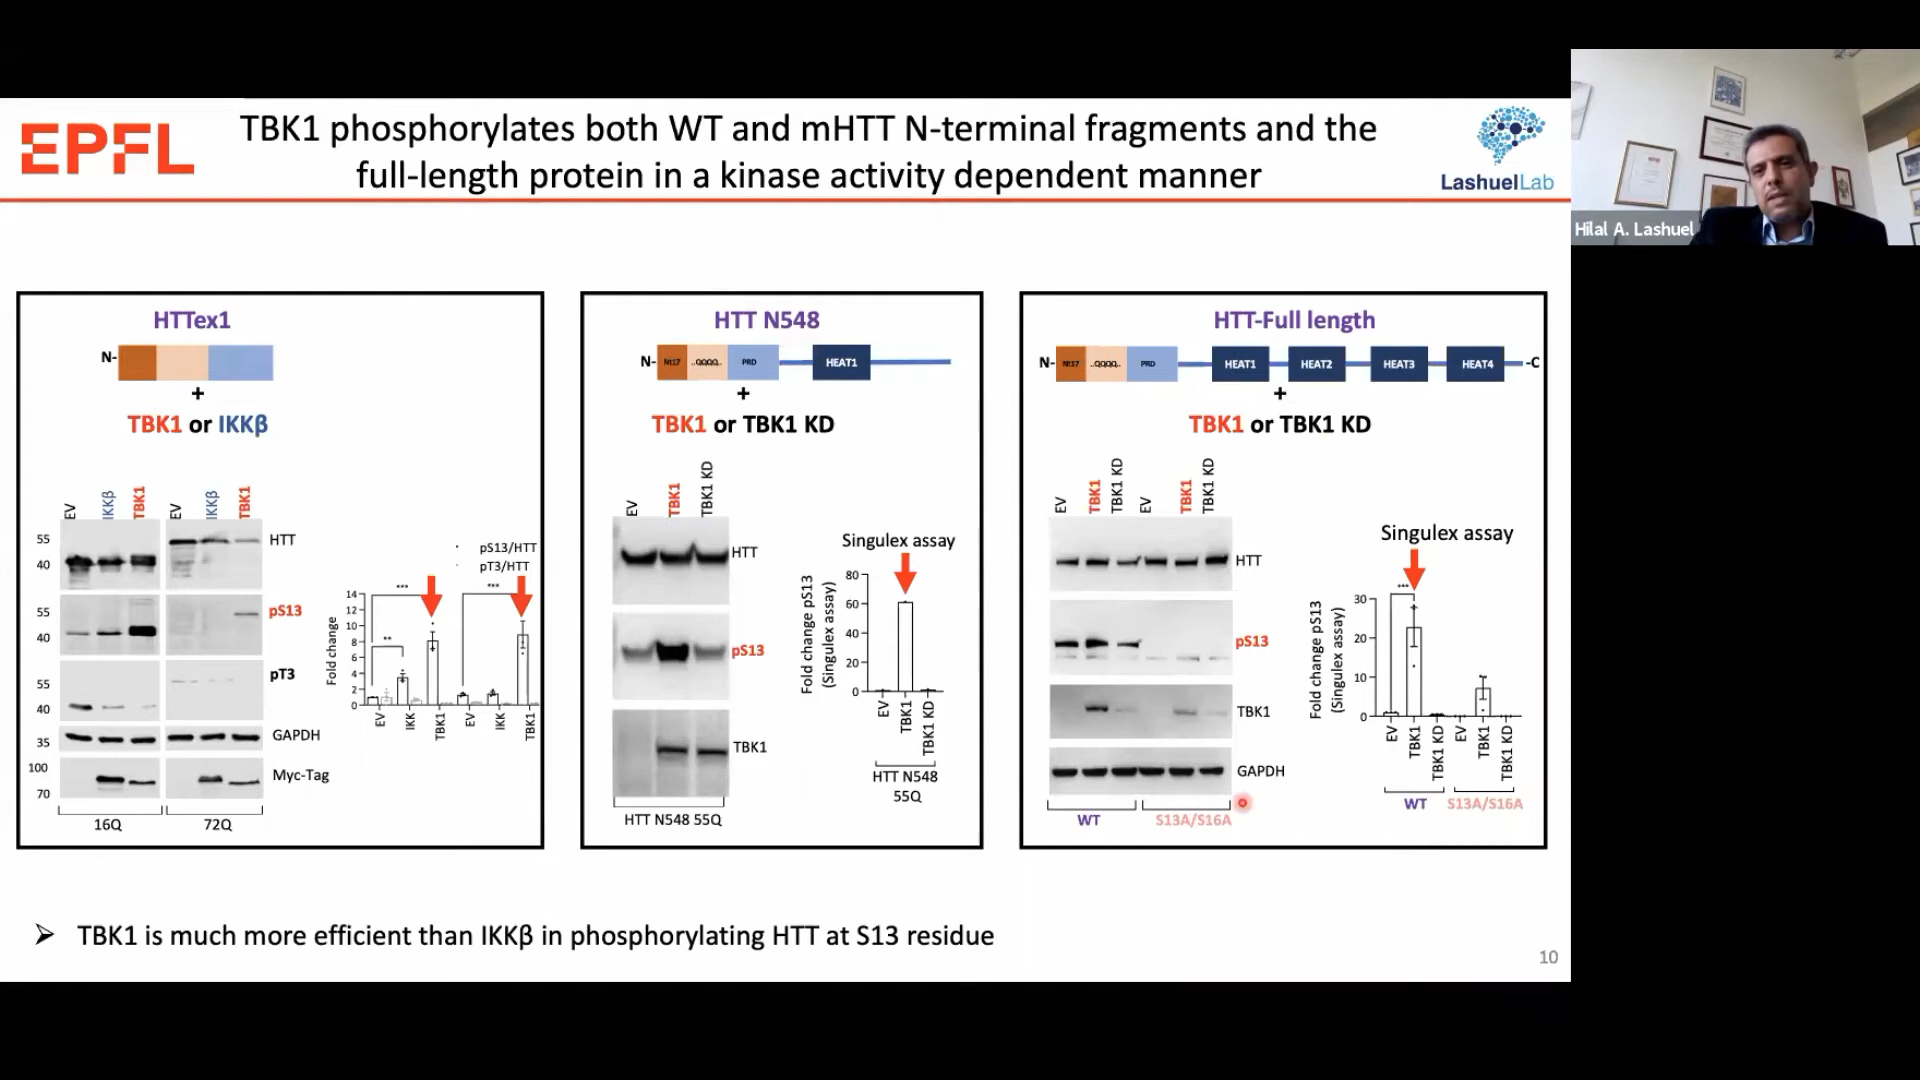 EPFL
TBK1 phosphorylates both WT and mHTT N-terminal fragments and the
full-length protein in a kinase activity dependent manner
LashuelLab
Hilal A. Lashuel
HTTex1
N-
+
TBK1 or IKKβ
EV
IKKβ
TBK1
EV
IKKβ
TBK1
55
40
HTT
55
40
pS13
55
40
pT3
35
GAPDH
100
70
Myc-Tag
16Q
72Q
pS13/HTT
pT3/HTT
Fold change
14
12
10
8
6
4
2
0
***
**
***
EV
IKK
TBK1
EV
IKK
TBK1
HTT N548
N-
Nt17
..QQQQ..
PRD
HEAT1
+
TBK1 or TBK1 KD
EV
TBK1
TBK1 KD
HTT
pS13
TBK1
HTT N548 55Q
Singulex assay
Fold change pS13
(Singulex assay)
80
60
40
20
0
EV
TBK1
TBK1 KD
HTT N548
55Q
HTT-Full length
N-
Nt17
..QQQQ..
PRD
HEAT1
HEAT2
HEAT3
HEAT4
-C
+
TBK1 or TBK1 KD
EV
TBK1
TBK1 KD
EV
TBK1
TBK1 KD
HTT
pS13
TBK1
GAPDH
WT
S13A/S16A
Singulex assay
Fold change pS13
(Singulex assay)
30
20
10
0
***
EV
TBK1
TBK1 KD
EV
TBK1
TBK1 KD
WT
S13A/S16A
➢ TBK1 is much more efficient than IKKβ in phosphorylating HTT at S13 residue
10